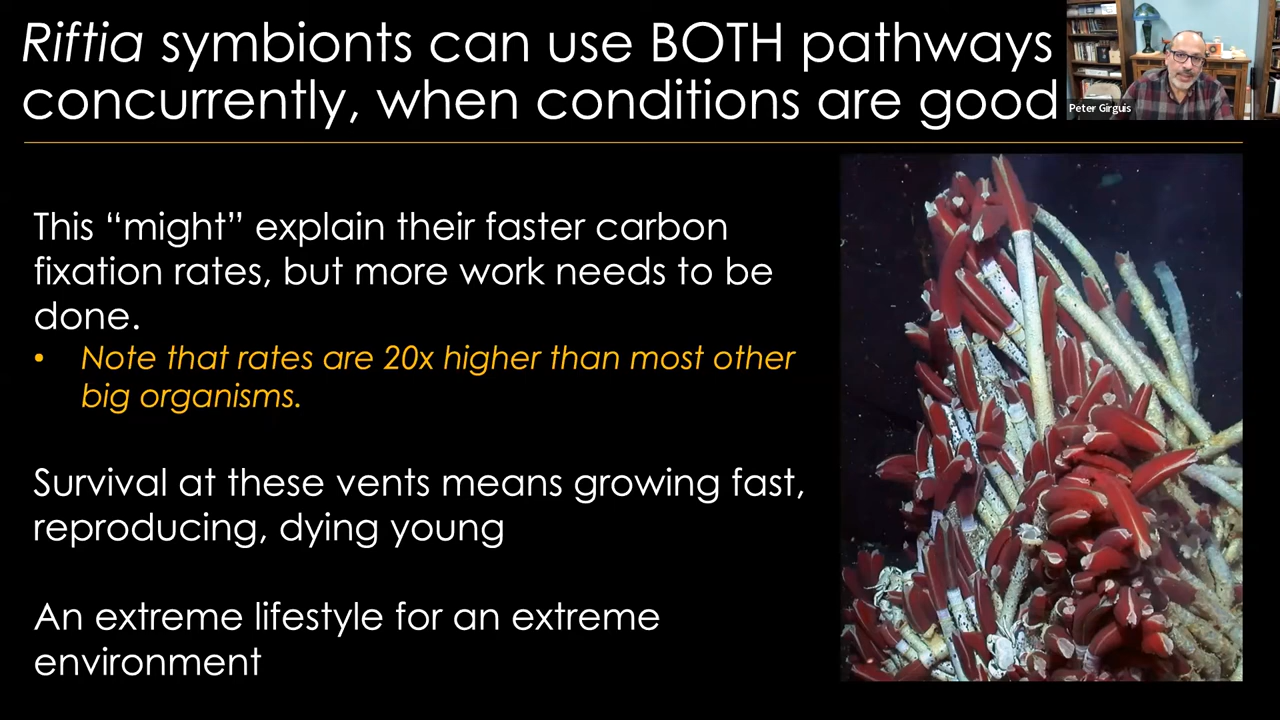 Riftia symbionts can use BOTH pathways
concurrently, when conditions are good
Peter Girguis
This “might” explain their faster carbon
fixation rates, but more work needs to be
done.
• Note that rates are 20x higher than most other
big organisms.
Survival at these vents means growing fast,
reproducing, dying young
An extreme lifestyle for an extreme
environment